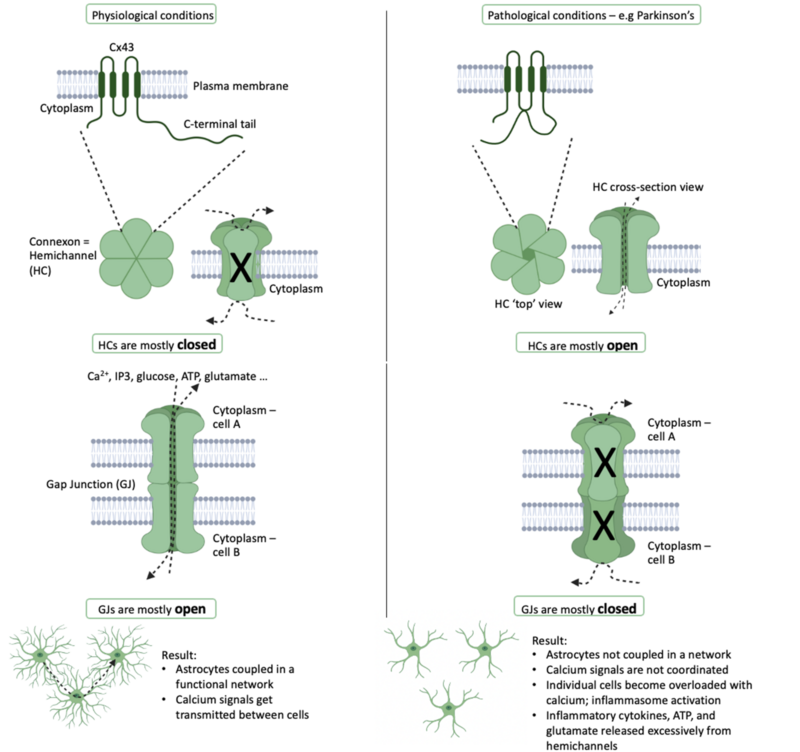 Physiological conditions
Cx43
Plasma membrane
Cytoplasm
C-terminal tail
Connexon =
Hemichannel
(HC)
X
Cytoplasm
HCs are mostly closed
Ca²⁺, IP3, glucose, ATP, glutamate ...
Cytoplasm –
cell A
Gap Junction (GJ)
Cytoplasm –
cell B
GJs are mostly open
Result:
• Astrocytes coupled in a
functional network
• Calcium signals get
transmitted between cells
Pathological conditions – e.g Parkinson's
HC cross-section view
Cytoplasm
HC 'top' view
HCs are mostly open
Cytoplasm –
cell A
X
X
Cytoplasm –
cell B
GJs are mostly closed
Result:
• Astrocytes not coupled in a network
• Calcium signals are not coordinated
• Individual cells become overloaded with
calcium; inflammasome activation
• Inflammatory cytokines, ATP, and
glutamate released excessively from
hemichannels